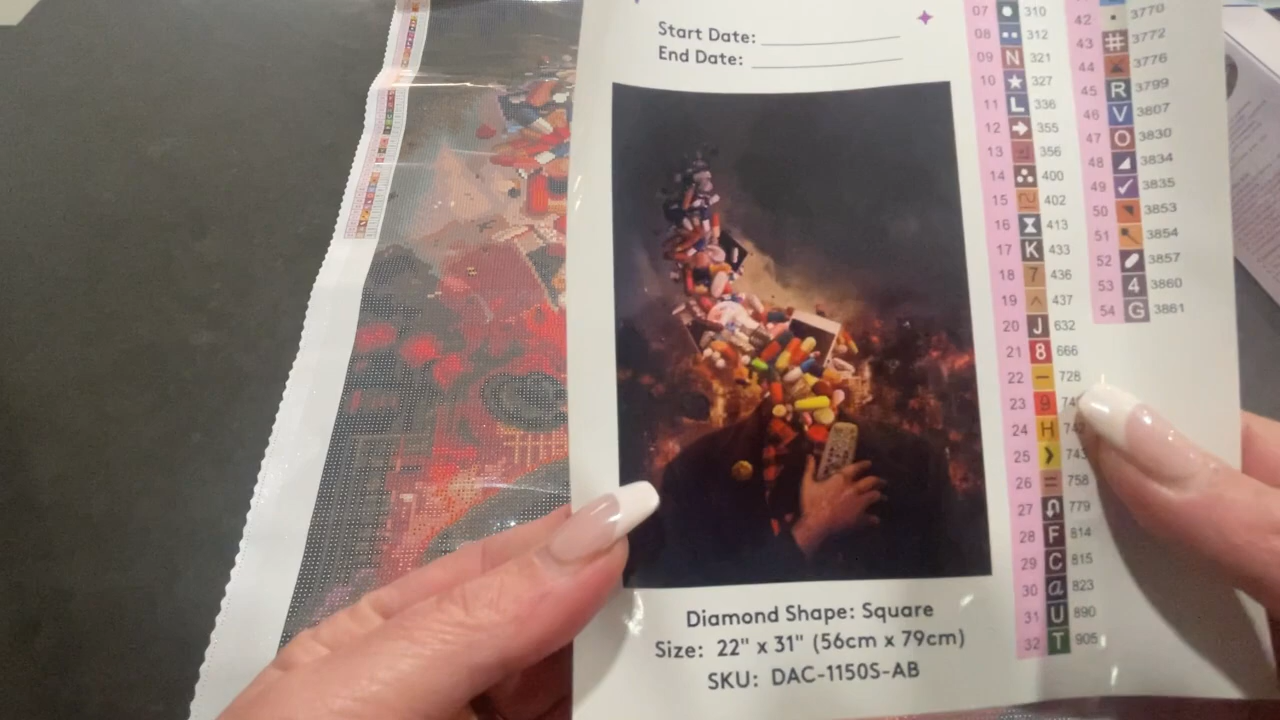 Start Date:
End Date:
07 310
08 312
09 N 321
10 327
11 L 336
12 355
13 356
14 400
15 402
16 413
17 K 433
18 7 436
19 ^ 437
20 J 632
21 8 666
22 – 728
23 9
24 H
25 743
26 = 758
27 779
28 F 814
29 C 815
30 a 823
31 U 890
32 T 905
42 3770
43 # 3772
44 3776
45 R 3799
46 V 3807
47 O 3830
48 3834
49 ✓ 3835
50 3853
51 3854
52 3857
53 4 3860
54 G 3861
Diamond Shape: Square
Size: 22" x 31" (56cm x 79cm)
SKU: DAC-1150S-AB